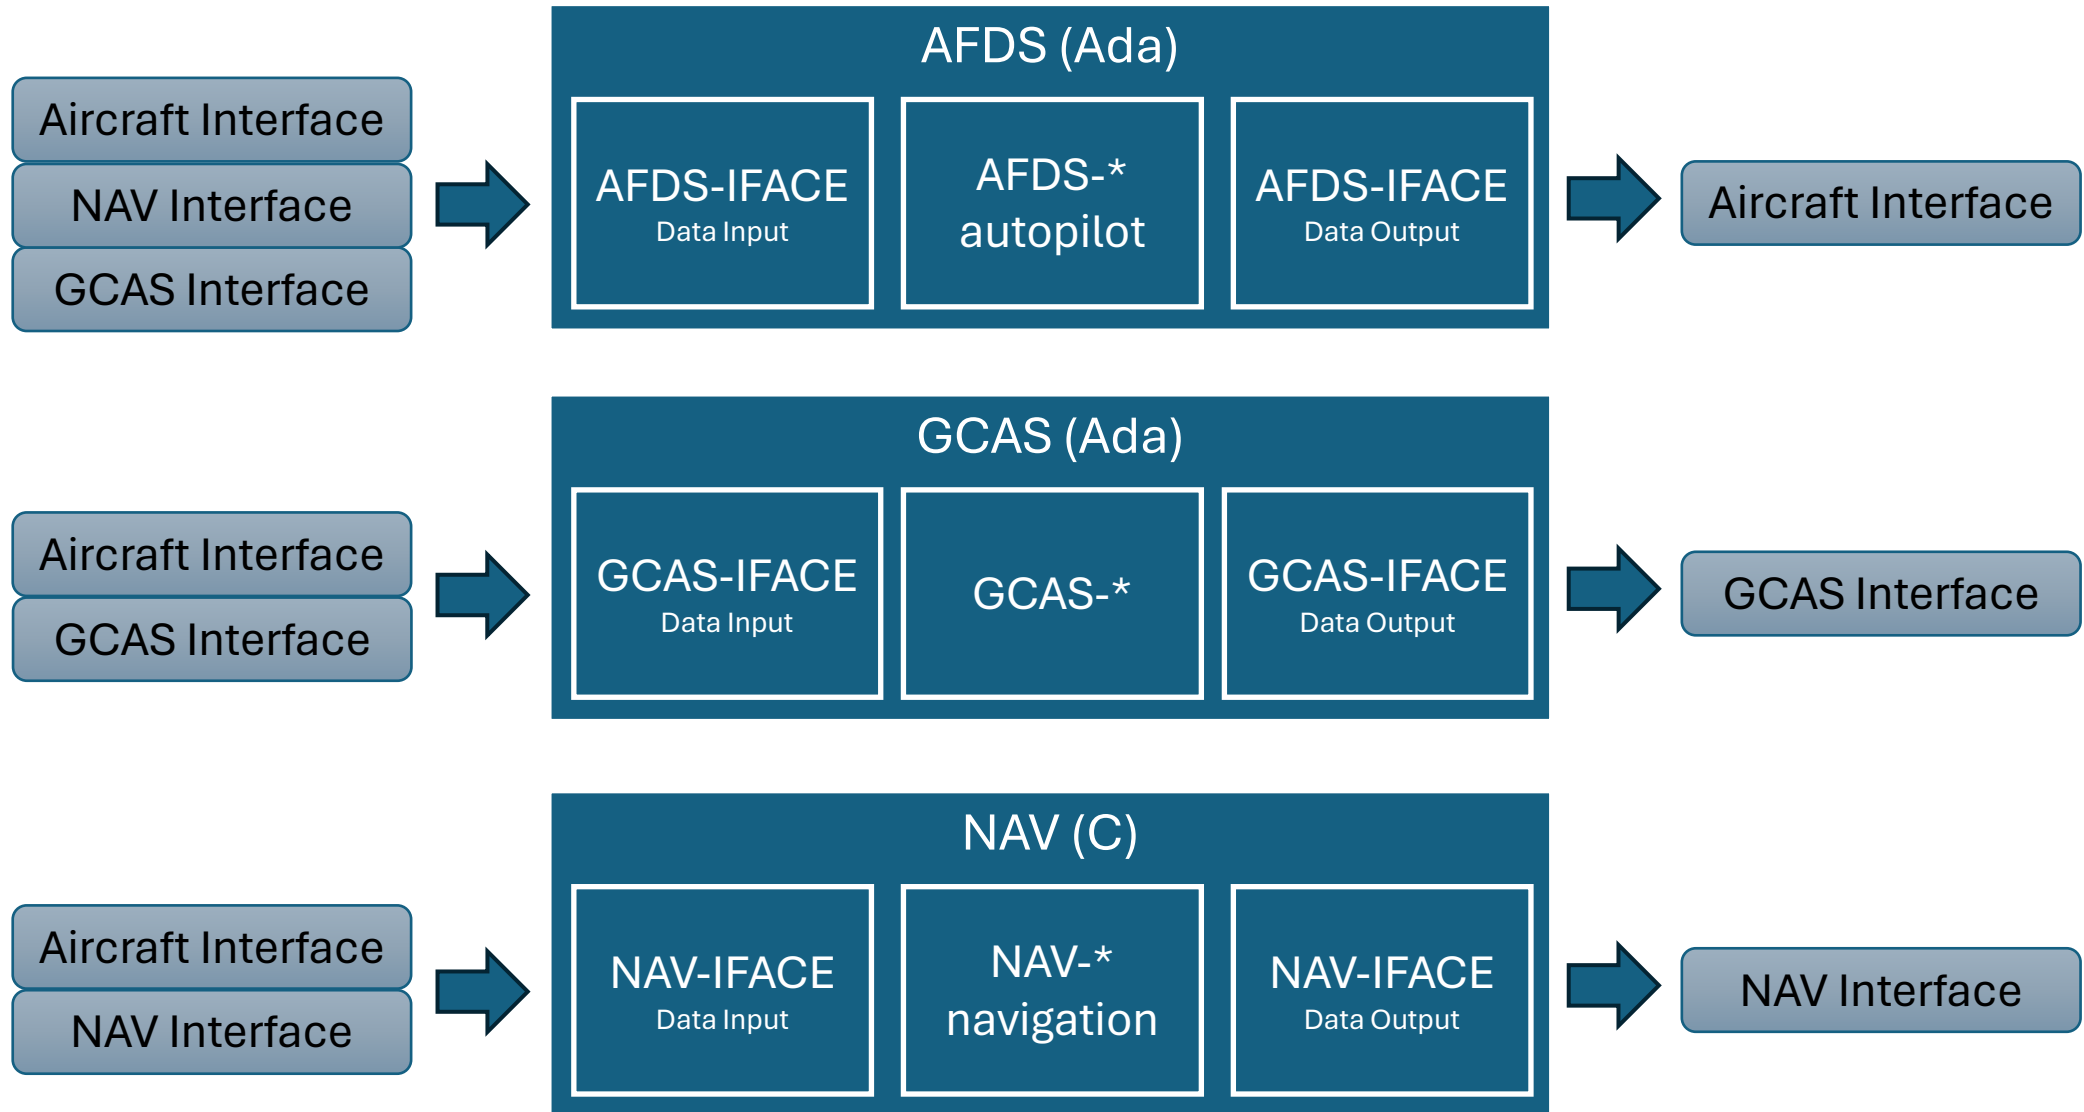 AFDS (Ada)
Aircraft Interface
NAV Interface
GCAS Interface
AFDS-IFACE
Data Input
AFDS-*
autopilot
AFDS-IFACE
Data Output
Aircraft Interface
GCAS (Ada)
Aircraft Interface
GCAS Interface
GCAS-IFACE
Data Input
GCAS-*
GCAS-IFACE
Data Output
GCAS Interface
NAV (C)
Aircraft Interface
NAV Interface
NAV-IFACE
Data Input
NAV-*
navigation
NAV-IFACE
Data Output
NAV Interface